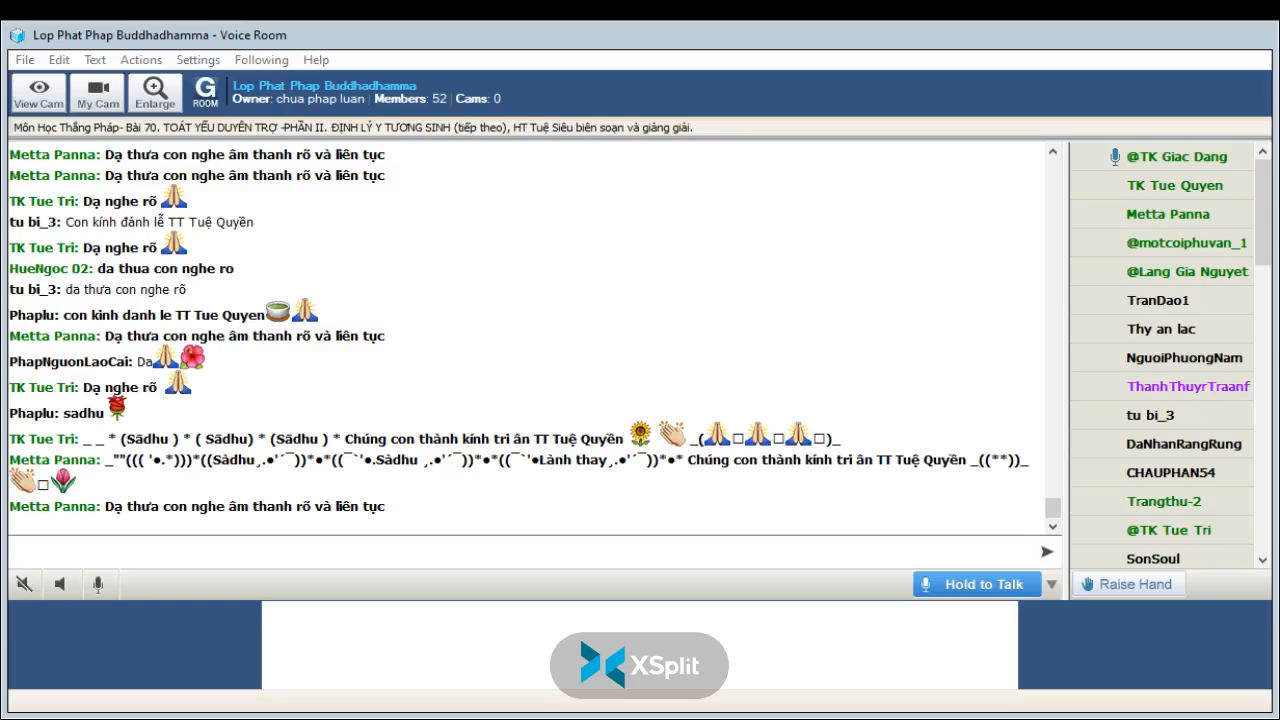 Lop Phat Phap Buddhadhamma - Voice Room
File Edit Text Actions Settings Following Help
View Cam My Cam Enlarge G ROOM
Lop Phat Phap Buddhadhamma
Owner: chua phap luan | Members: 52 | Cams: 0
Môn Học Thắng Pháp- Bài 70. TOÁT YẾU DUYÊN TRỢ -PHẦN II. ĐỊNH LÝ Y TƯƠNG SINH (tiếp theo), HT Tuệ Siêu biên soạn và giảng giải.
Metta Panna: Dạ thưa con nghe âm thanh rõ và liên tục
Metta Panna: Dạ thưa con nghe âm thanh rõ và liên tục
TK Tue Tri: Dạ nghe rõ 🙏
tu bi_3: Con kính đảnh lễ TT Tuệ Quyền
TK Tue Tri: Dạ nghe rõ 🙏
HueNgoc 02: da thua con nghe ro
tu bi_3: da thưa con nghe rõ
Phaplu: con kinh danh le TT Tue Quyen🍵🙏
Metta Panna: Dạ thưa con nghe âm thanh rõ và liên tục
PhapNguonLaoCai: Da🙏🌺
TK Tue Tri: Dạ nghe rõ 🙏
Phaplu: sadhu 🌹
TK Tue Tri: _ _ * (Sādhu ) * ( Sādhu) * (Sādhu ) * Chúng con thành kính tri ân TT Tuệ Quyền 🌻 👏 _(🙏□🙏□🙏□)_
Metta Panna: _""((( '•.*)))*((Sàdhu¸.•'´¯))*•*((¯`'•.Sàdhu ¸.•'´¯))*•*((¯`'•Lành thay¸.•'´¯))*•* Chúng con thành kính tri ân TT Tuệ Quyền _((**))_
👏□🌷
Metta Panna: Dạ thưa con nghe âm thanh rõ và liên tục
@TK Giac Dang
TK Tue Quyen
Metta Panna
@motcoiphuvan_1
@Lang Gia Nguyet
TranDao1
Thy an lac
NguoiPhuongNam
ThanhThuyrTraanf
tu bi_3
DaNhanRangRung
CHAUPHAN54
Trangthu-2
@TK Tue Tri
SonSoul
Hold to Talk
Raise Hand
XSplit